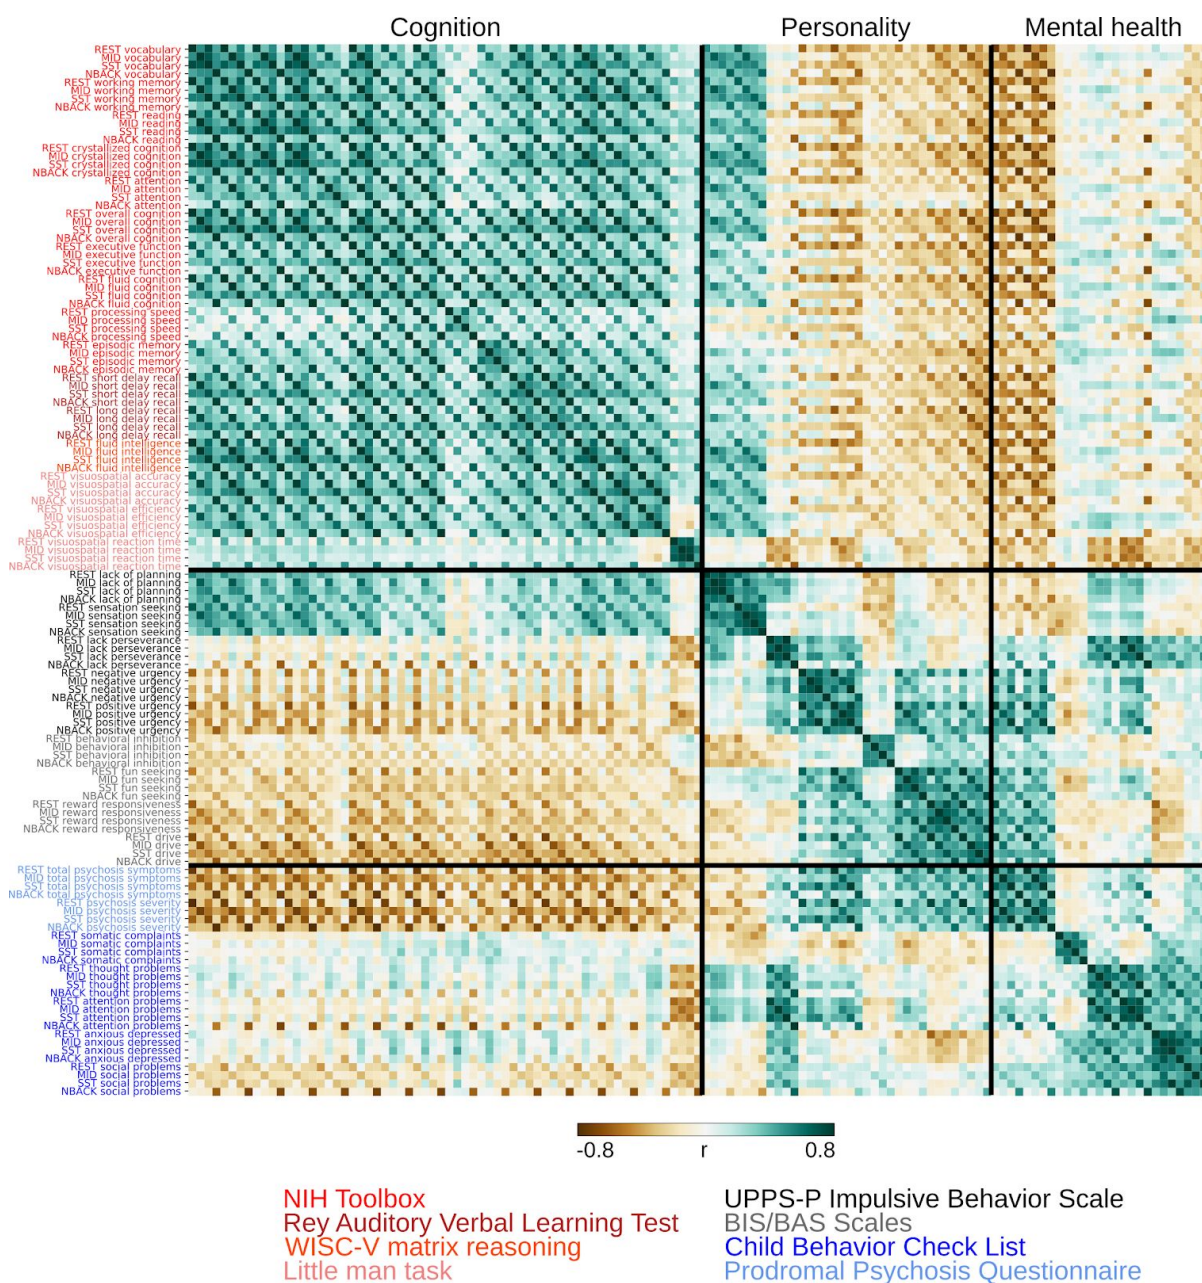 Cognition Personality Mental health
REST vocabulary
MID vocabulary
SST vocabulary
NBACK vocabulary
REST working memory
MID working memory
SST working memory
NBACK working memory
REST reading
MID reading
SST reading
NBACK reading
REST crystallized cognition
MID crystallized cognition
SST crystallized cognition
NBACK crystallized cognition
REST attention
MID attention
SST attention
NBACK attention
REST overall cognition
MID overall cognition
SST overall cognition
NBACK overall cognition
REST executive function
MID executive function
SST executive function
NBACK executive function
REST fluid cognition
MID fluid cognition
SST fluid cognition
NBACK fluid cognition
REST processing speed
MID processing speed
SST processing speed
NBACK processing speed
REST episodic memory
MID episodic memory
SST episodic memory
NBACK episodic memory
REST short delay recall
MID short delay recall
SST short delay recall
NBACK short delay recall
REST long delay recall
MID long delay recall
SST long delay recall
NBACK long delay recall
REST fluid intelligence
MID fluid intelligence
SST fluid intelligence
NBACK fluid intelligence
REST visuospatial accuracy
MID visuospatial accuracy
SST visuospatial accuracy
NBACK visuospatial accuracy
REST visuospatial efficiency
MID visuospatial efficiency
SST visuospatial efficiency
NBACK visuospatial efficiency
REST visuospatial reaction time
MID visuospatial reaction time
SST visuospatial reaction time
NBACK visuospatial reaction time
REST lack of planning
MID lack of planning
SST lack of planning
NBACK lack of planning
REST sensation seeking
MID sensation seeking
SST sensation seeking
NBACK sensation seeking
REST lack perseverance
MID lack perseverance
SST lack perseverance
NBACK lack perseverance
REST negative urgency
MID negative urgency
SST negative urgency
NBACK negative urgency
REST positive urgency
MID positive urgency
SST positive urgency
NBACK positive urgency
REST behavioral inhibition
MID behavioral inhibition
SST behavioral inhibition
NBACK behavioral inhibition
REST fun seeking
MID fun seeking
SST fun seeking
NBACK fun seeking
REST reward responsiveness
MID reward responsiveness
SST reward responsiveness
NBACK reward responsiveness
REST drive
MID drive
SST drive
NBACK drive
REST total psychosis symptoms
MID total psychosis symptoms
SST total psychosis symptoms
NBACK total psychosis symptoms
REST psychosis severity
MID psychosis severity
SST psychosis severity
NBACK psychosis severity
REST somatic complaints
MID somatic complaints
SST somatic complaints
NBACK somatic complaints
REST thought problems
MID thought problems
SST thought problems
NBACK thought problems
REST attention problems
MID attention problems
SST attention problems
NBACK attention problems
REST anxious depressed
MID anxious depressed
SST anxious depressed
NBACK anxious depressed
REST social problems
MID social problems
SST social problems
NBACK social problems
-0.8 r 0.8
NIH Toolbox
Rey Auditory Verbal Learning Test
WISC-V matrix reasoning
Little man task
UPPS-P Impulsive Behavior Scale
BIS/BAS Scales
Child Behavior Check List
Prodromal Psychosis Questionnaire